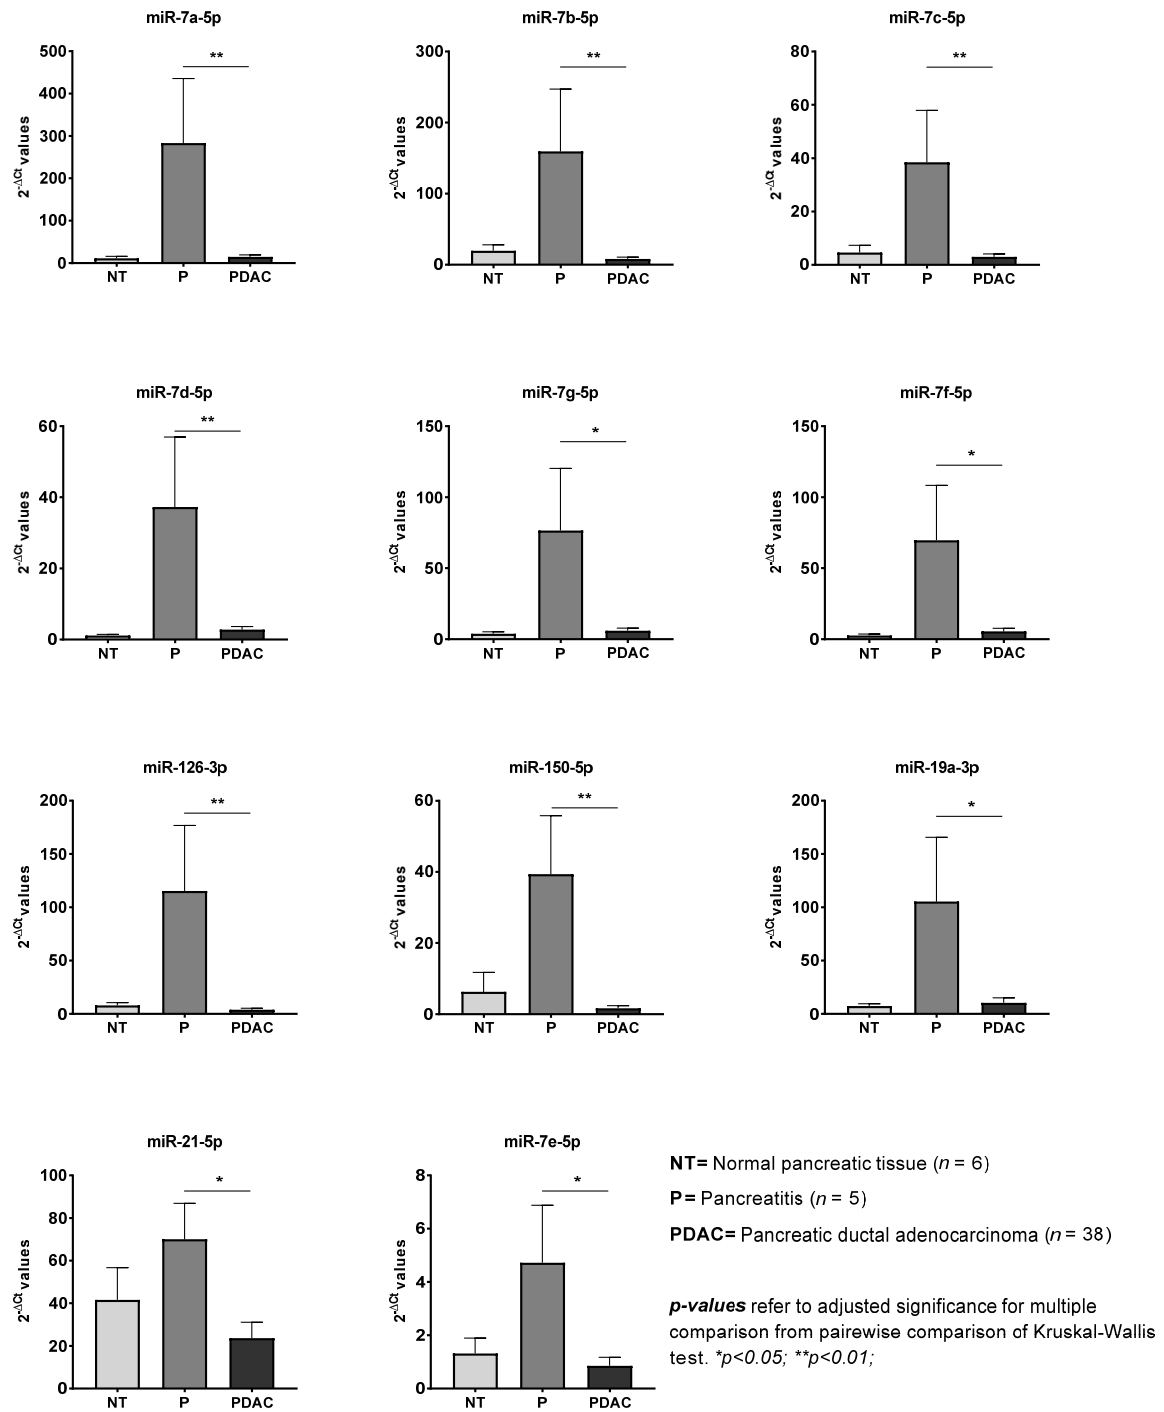 miR-7a-5p
500
400
300
200
100
0
2-ΔCt values
**
NT P PDAC
miR-7b-5p
300
200
100
0
2-ΔCt values
**
NT P PDAC
miR-7c-5p
80
60
40
20
0
2-ΔCt values
**
NT P PDAC
miR-7d-5p
60
40
20
0
2-ΔCt values
**
NT P PDAC
miR-7g-5p
150
100
50
0
2-ΔCt values
*
NT P PDAC
miR-7f-5p
150
100
50
0
2-ΔCt values
*
NT P PDAC
miR-126-3p
200
150
100
50
0
2-ΔCt values
**
NT P PDAC
miR-150-5p
60
40
20
0
2-ΔCt values
**
NT P PDAC
miR-19a-3p
200
150
100
50
0
2-ΔCt values
*
NT P PDAC
miR-21-5p
100
80
60
40
20
0
2-ΔCt values
*
NT P PDAC
miR-7e-5p
8
6
4
2
0
2-ΔCt values
*
NT P PDAC
NT= Normal pancreatic tissue (n = 6)
P= Pancreatitis (n = 5)
PDAC= Pancreatic ductal adenocarcinoma (n = 38)
p-values refer to adjusted significance for multiple
comparison from pairewise comparison of Kruskal-Wallis
test. *p<0.05; **p<0.01;